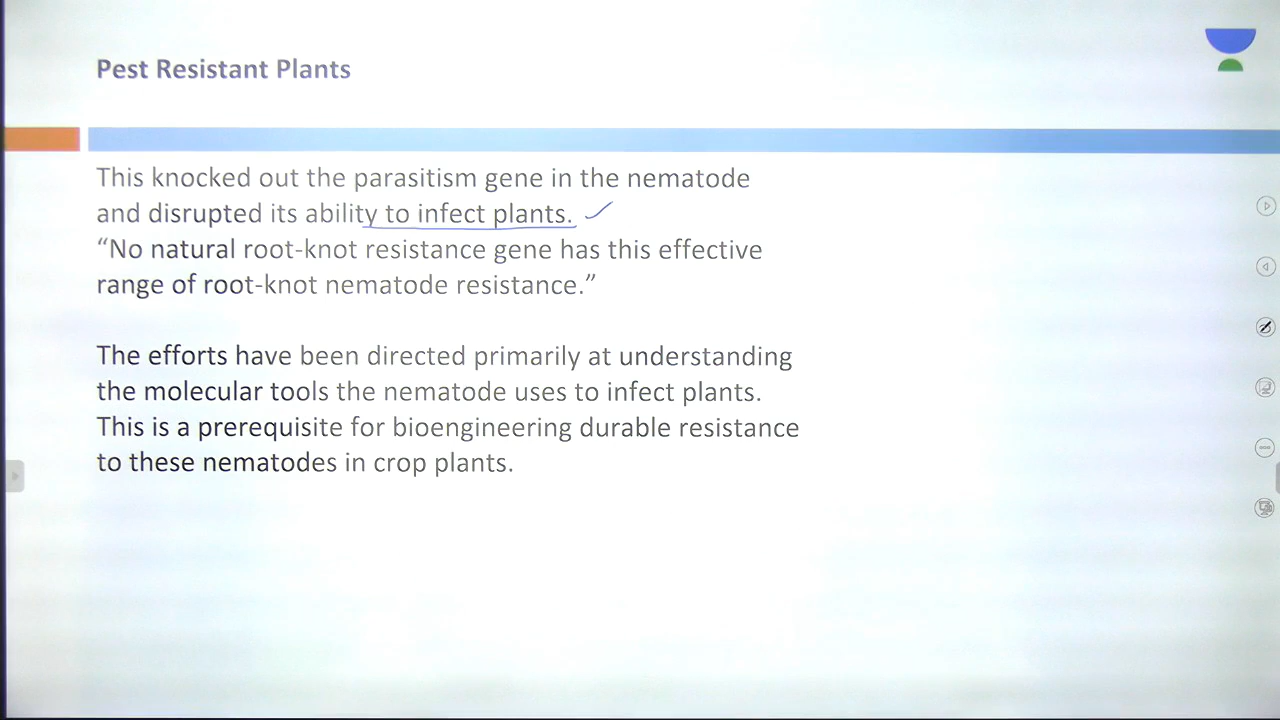 Pest Resistant Plants
This knocked out the parasitism gene in the nematode
and disrupted its ability to infect plants.
“No natural root-knot resistance gene has this effective
range of root-knot nematode resistance.”
The efforts have been directed primarily at understanding
the molecular tools the nematode uses to infect plants.
This is a prerequisite for bioengineering durable resistance
to these nematodes in crop plants.